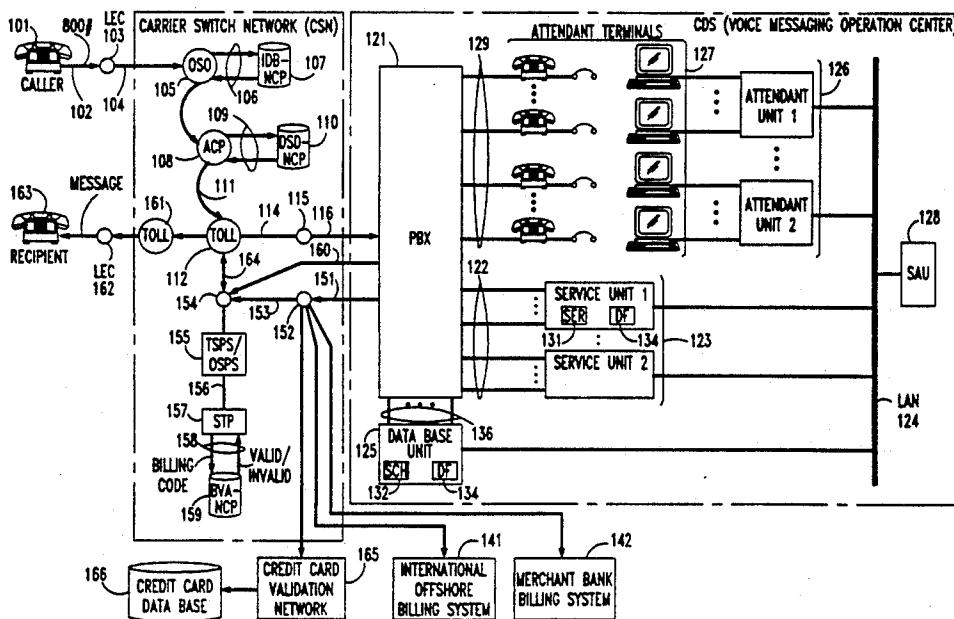 101
800#
LEC
103
CALLER
102
104
CARRIER SWITCH NETWORK (CSN)
OSO
105
106
IDB-
NCP
107
109
ACP
108
DSD-
NCP
110
111
163
MESSAGE
RECIPIENT
LEC
162
161
TOLL
TOLL
112
114
115
116
160
164
154
151
153
152
155
TSPS/
OSPS
156
157
STP
158
BILLING
CODE
VALID/
INVALID
BVA-
NCP
159
CDS (VOICE MESSAGING OPERATION CENTER)
121
129
ATTENDANT TERMINALS
127
126
ATTENDANT
UNIT 1
ATTENDANT
UNIT 2
PBX
128
SAU
122
SERVICE UNIT 1
SER
DF
131
134
123
SERVICE UNIT 2
LAN
124
136
125
DATA BASE
UNIT
SCH
DF
132
134
166
CREDIT CARD
DATA BASE
165
CREDIT CARD
VALIDATION
NETWORK
141
INTERNATIONAL
OFFSHORE
BILLING SYSTEM
142
MERCHANT BANK
BILLING SYSTEM